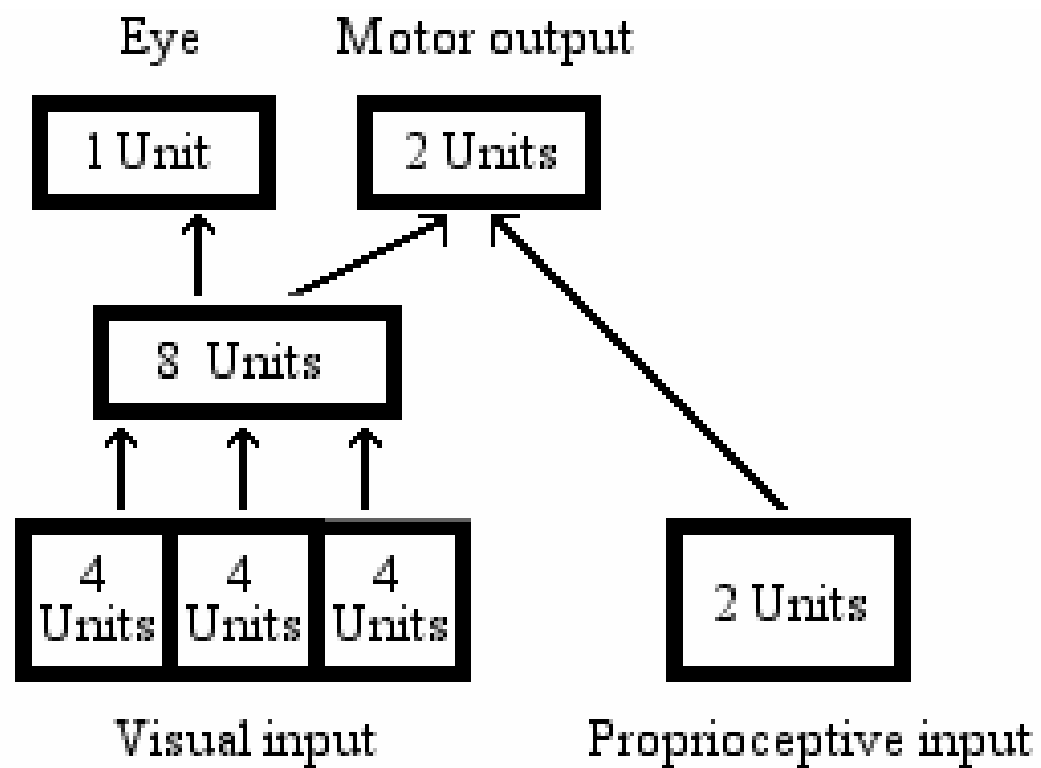 Eye
Motor output
1 Unit
2 Units
8 Units
4
Units
4
Units
4
Units
2 Units
Visual input
Proprioceptive input